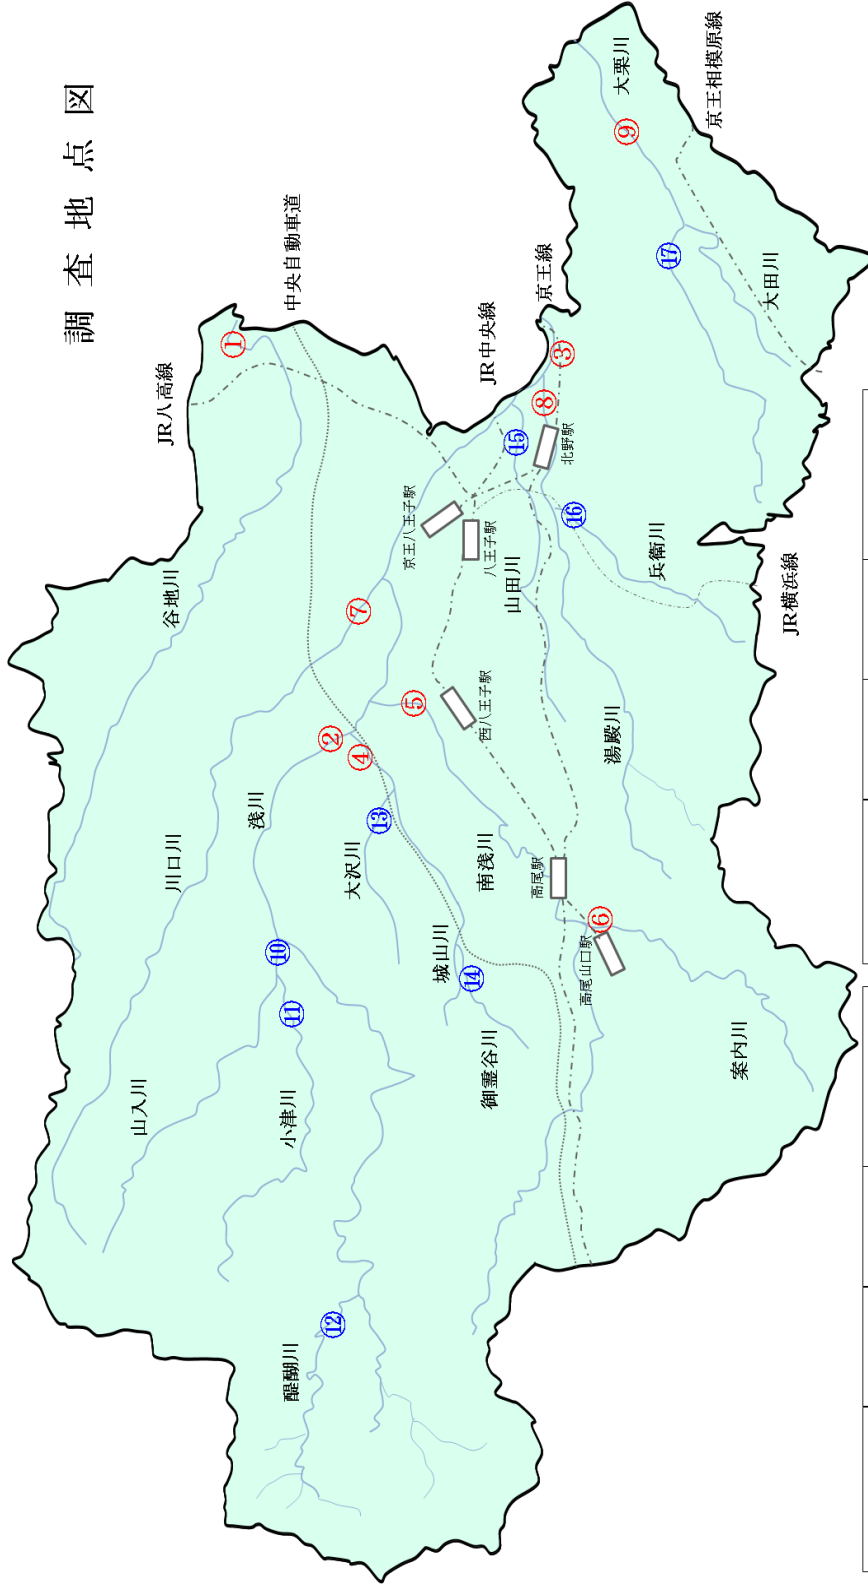 調査地点図
JR八高線
中央自動車道
①
谷地川
川口川
山入川
浅川
⑩
⑪
小津川
醍醐川
⑫
②
④
⑦
⑬
大沢川
⑤
城山川
⑭
御霊谷川
南浅川
西八王子駅
京王八王子駅
八王子駅
JR中央線
京王線
⑮
③
⑧
北野駅
山田川
⑯
兵衛川
JR横浜線
湯殿川
高尾駅
高尾山口駅
⑥
案内川
大栗川
⑨
京王相模原線
⑰
大田川